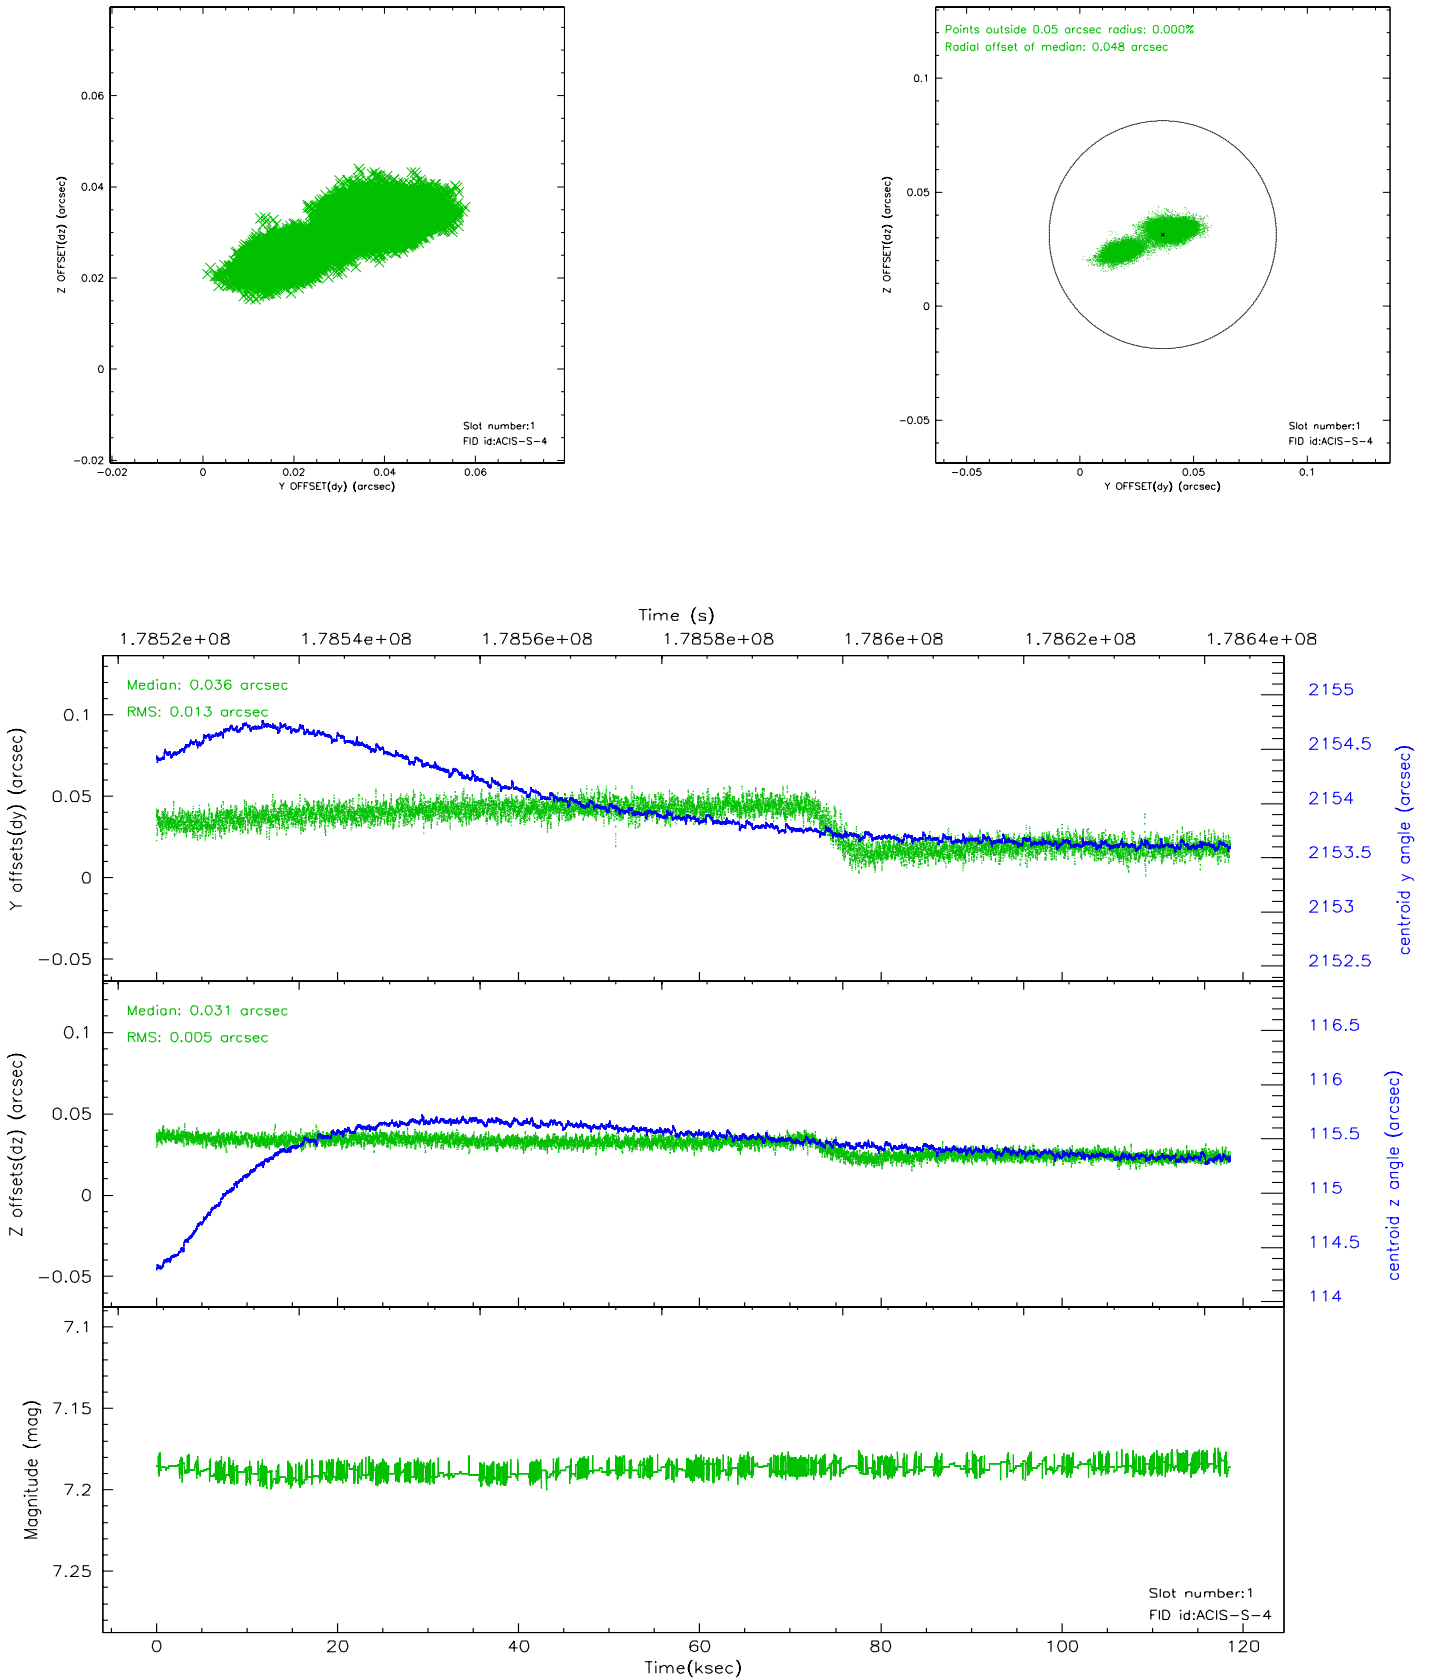 0.06
0.04
0.02
0
-0.02
Z OFFSET(dz) (arcsec)
Slot number:1
FID id:ACIS-S-4
-0.02 0 0.02 0.04 0.06
Y OFFSET(dy) (arcsec)
Points outside 0.05 arcsec radius: 0.000%
Radial offset of median: 0.048 arcsec
0.1
0.05
0
-0.05
Z OFFSET(dz) (arcsec)
Slot number:1
FID id:ACIS-S-4
-0.05 0 0.05 0.1
Y OFFSET(dy) (arcsec)
Time (s)
1.7852e+08 1.7854e+08 1.7856e+08 1.7858e+08 1.786e+08 1.7862e+08 1.7864e+08
Median: 0.036 arcsec
RMS: 0.013 arcsec
0.1
0.05
0
-0.05
Y offsets(dy) (arcsec)
2155
2154.5
2154
2153.5
2153
2152.5
centroid y angle (arcsec)
Median: 0.031 arcsec
RMS: 0.005 arcsec
0.1
0.05
0
-0.05
Z offsets(dz) (arcsec)
116.5
116
115.5
115
114.5
114
centroid z angle (arcsec)
7.1
7.15
7.2
7.25
Magnitude (mag)
Slot number:1
FID id:ACIS-S-4
0 20 40 60 80 100 120
Time(ksec)